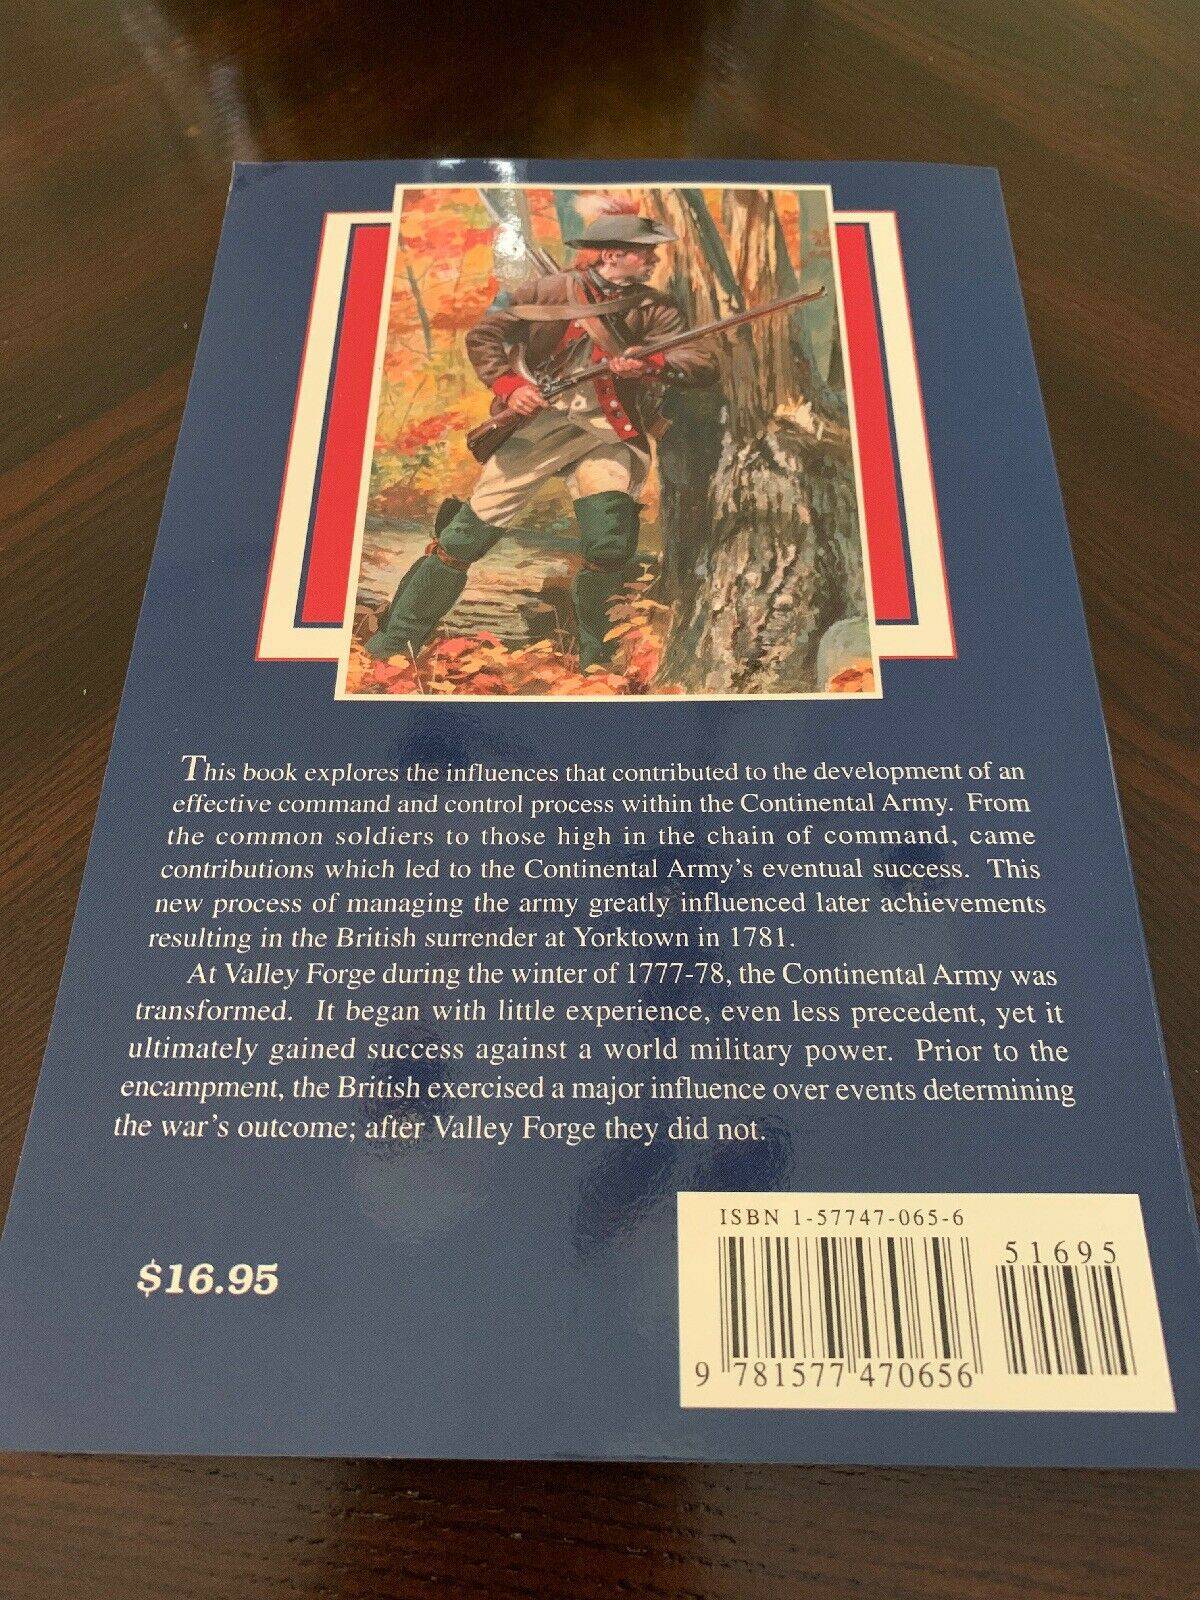 This book explores the influences that contributed to the development of an
effective command and control process within the Continental Army. From
the common soldiers to those high in the chain of command, came
contributions which led to the Continental Army's eventual success. This
new process of managing the army greatly influenced later achievements
resulting in the British surrender at Yorktown in 1781.
At Valley Forge during the winter of 1777-78, the Continental Army was
transformed. It began with little experience, even less precedent, yet it
ultimately gained success against a world military power. Prior to the
encampment, the British exercised a major influence over events determining
the war's outcome; after Valley Forge they did not.
$16.95
ISBN 1-57747-065-6
51695
9 781577 470656